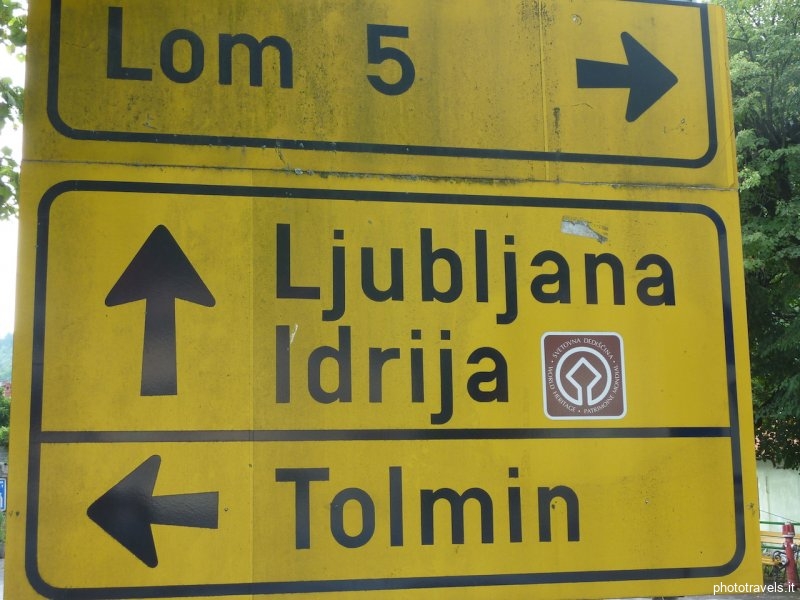 Lom 5
Ljubljana
Idrija
• SVETOVNA DEDIŠČINA • WORLD HERITAGE • PATRIMOINE MONDIAL
Tolmin
phototravels.it